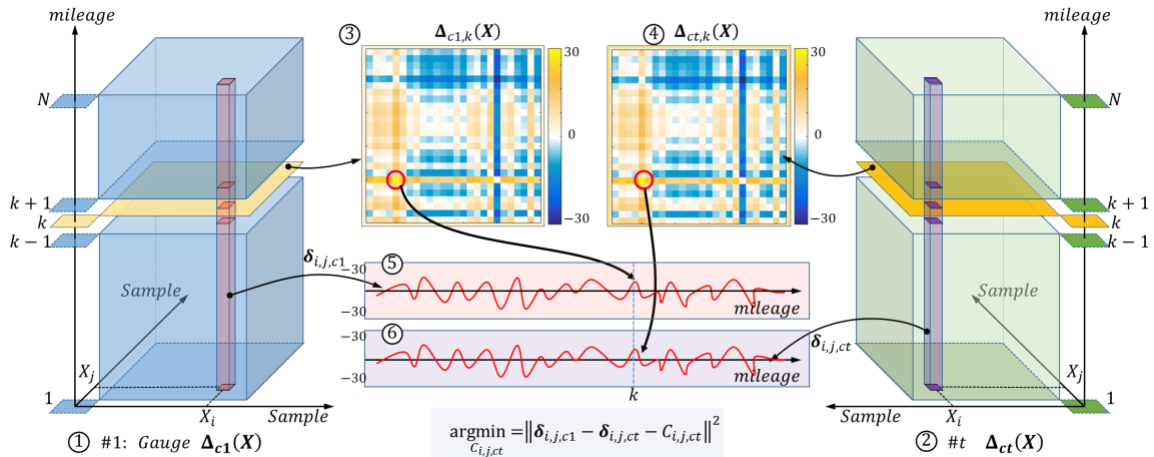 mileage
③ Δc1,k(X)
④ Δct,k(X)
mileage
30
30
0
0
−30
−30
N
N
k + 1
k
k − 1
k + 1
k
k − 1
δi,j,c1
Sample
Sample
−30
⑤
−30
mileage
−30
⑥
−30
mileage
δi,j,ct
k
Xj
Xj
1
1
Xi
Sample
Sample
Xi
① #1: Gauge Δc1(X)
argmin =‖δi,j,c1 − δi,j,ct − Ci,j,ct‖²
Ci,j,ct
② #t Δct(X)